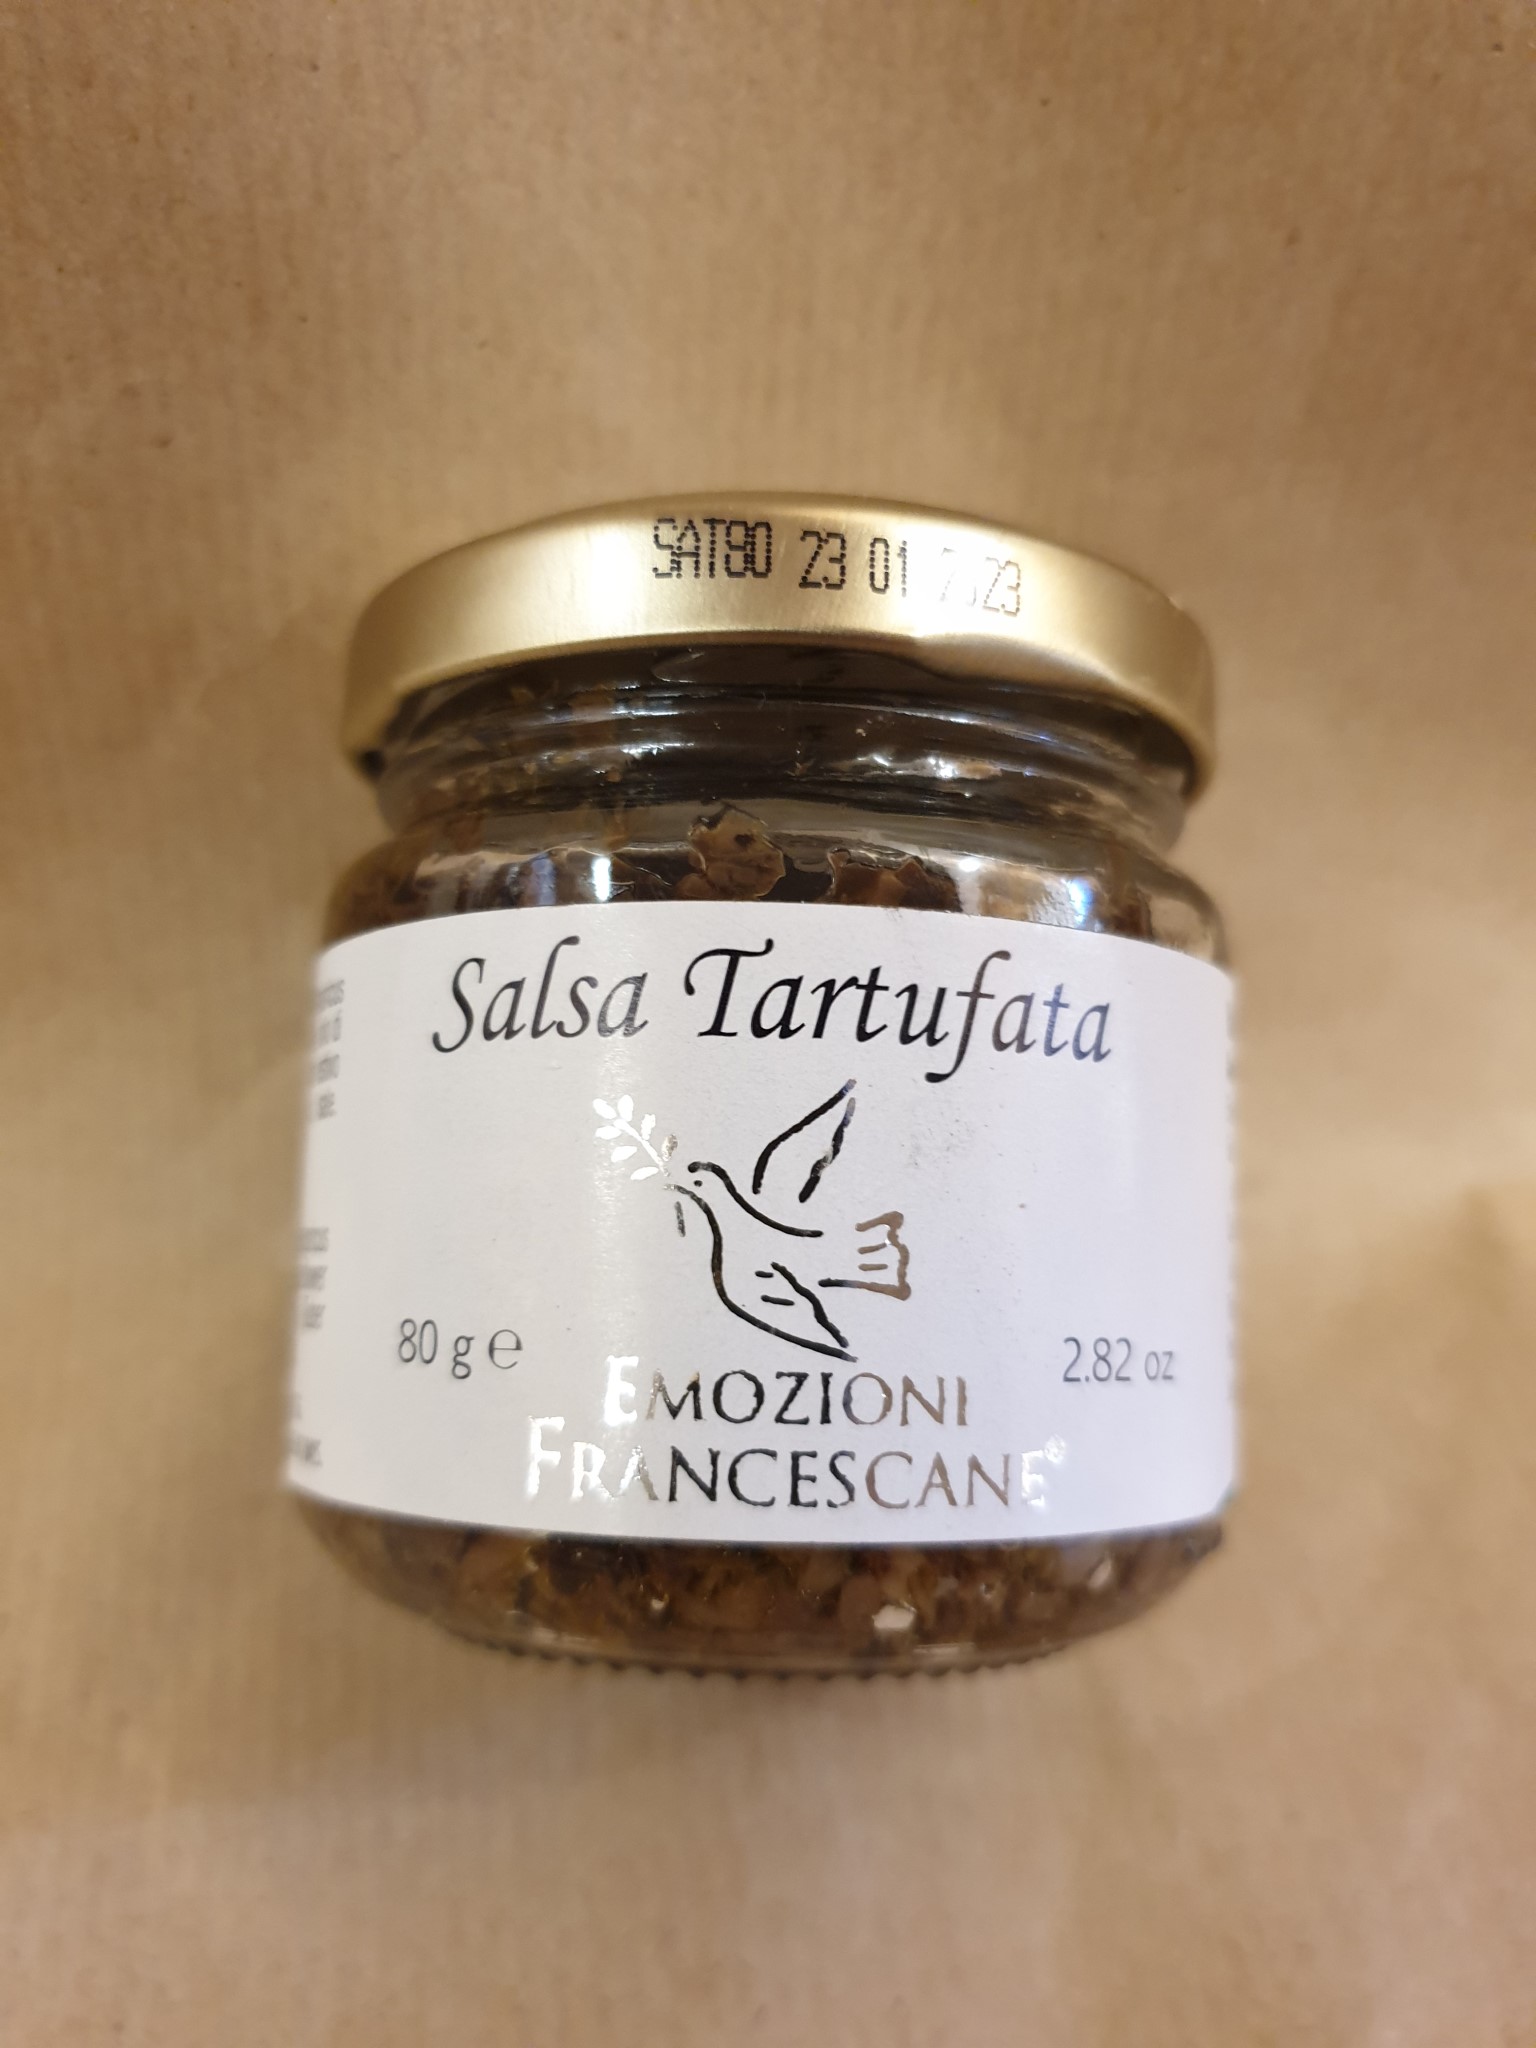 SAT80 23 01 2023
Salsa Tartufata
80 g ℮
2.82 oz
EMOZIONI
FRANCESCANE®